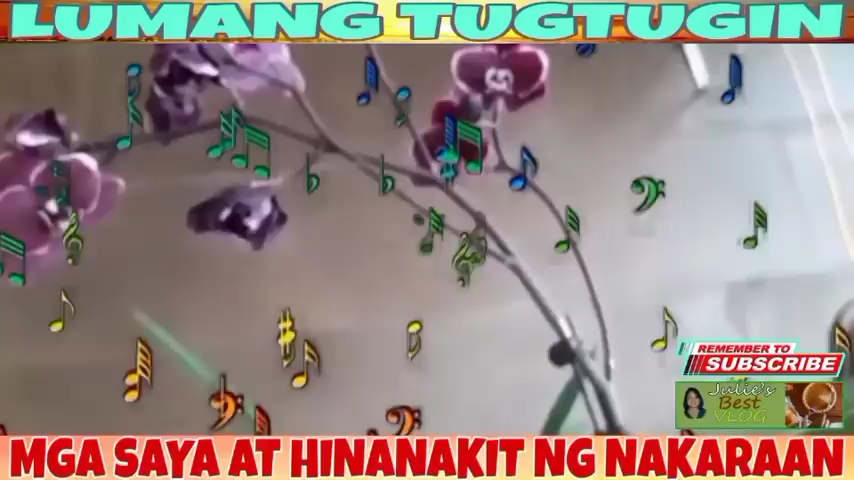 LUMANG TUGTUGIN
REMEMBER TO
SUBSCRIBE
Julie's
Best
VLOG
MGA SAYA AT HINANAKIT NG NAKARAAN